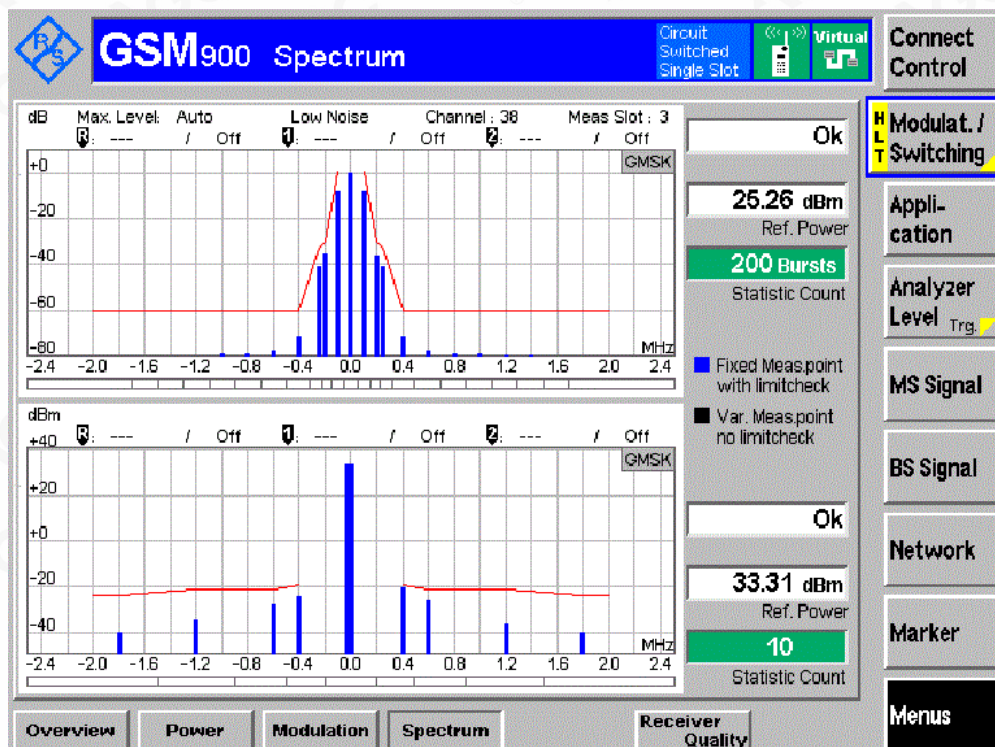 R/S
GSM900 Spectrum
Circuit
Switched
Single Slot
Virtual
Connect
Control
dB Max. Level: Auto Low Noise Channel : 38 Meas Slot : 3
R: --- / Off 1: --- / Off 2: --- / Off
GMSK
+0
-20
-40
-60
-80
MHz
-2.4 -2.0 -1.6 -1.2 -0.8 -0.4 0.0 0.4 0.8 1.2 1.6 2.0 2.4
Ok
25.26 dBm
Ref. Power
200 Bursts
Statistic Count
Fixed Meas.point
with limitcheck
Var. Meas.point
no limitcheck
dBm
R: --- / Off 1: --- / Off 2: --- / Off
GMSK
+40
+20
+0
-20
-40
MHz
-2.4 -2.0 -1.6 -1.2 -0.8 -0.4 0.0 0.4 0.8 1.2 1.6 2.0 2.4
Ok
33.31 dBm
Ref. Power
10
Statistic Count
HLT
Modulat. /
Switching
Appli-
cation
Analyzer
Level Trg.
MS Signal
BS Signal
Network
Marker
Menus
Overview
Power
Modulation
Spectrum
Receiver
Quality